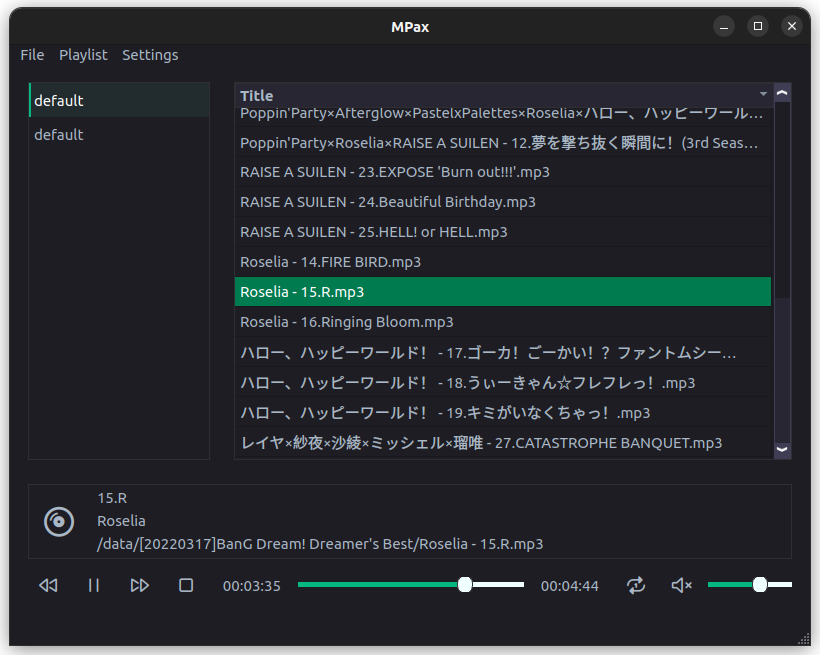 MPax
File Playlist Settings
default
default
Title
Poppin'Party×Afterglow×PastelxPalettes×Roselia×ハロー、ハッピーワール…
Poppin'Party×Roselia×RAISE A SUILEN - 12.夢を撃ち抜く瞬間に！(3rd Seas…
RAISE A SUILEN - 23.EXPOSE 'Burn out!!!'.mp3
RAISE A SUILEN - 24.Beautiful Birthday.mp3
RAISE A SUILEN - 25.HELL! or HELL.mp3
Roselia - 14.FIRE BIRD.mp3
Roselia - 15.R.mp3
Roselia - 16.Ringing Bloom.mp3
ハロー、ハッピーワールド！ - 17.ゴーカ！ごーかい！？ファントムシー…
ハロー、ハッピーワールド！ - 18.うぃーきゃん☆フレフレっ！.mp3
ハロー、ハッピーワールド！ - 19.キミがいなくちゃっ！.mp3
レイヤ×紗夜×沙綾×ミッシェル×瑠唯 - 27.CATASTROPHE BANQUET.mp3
15.R
Roselia
/data/[20220317]BanG Dream! Dreamer's Best/Roselia - 15.R.mp3
00:03:35 00:04:44